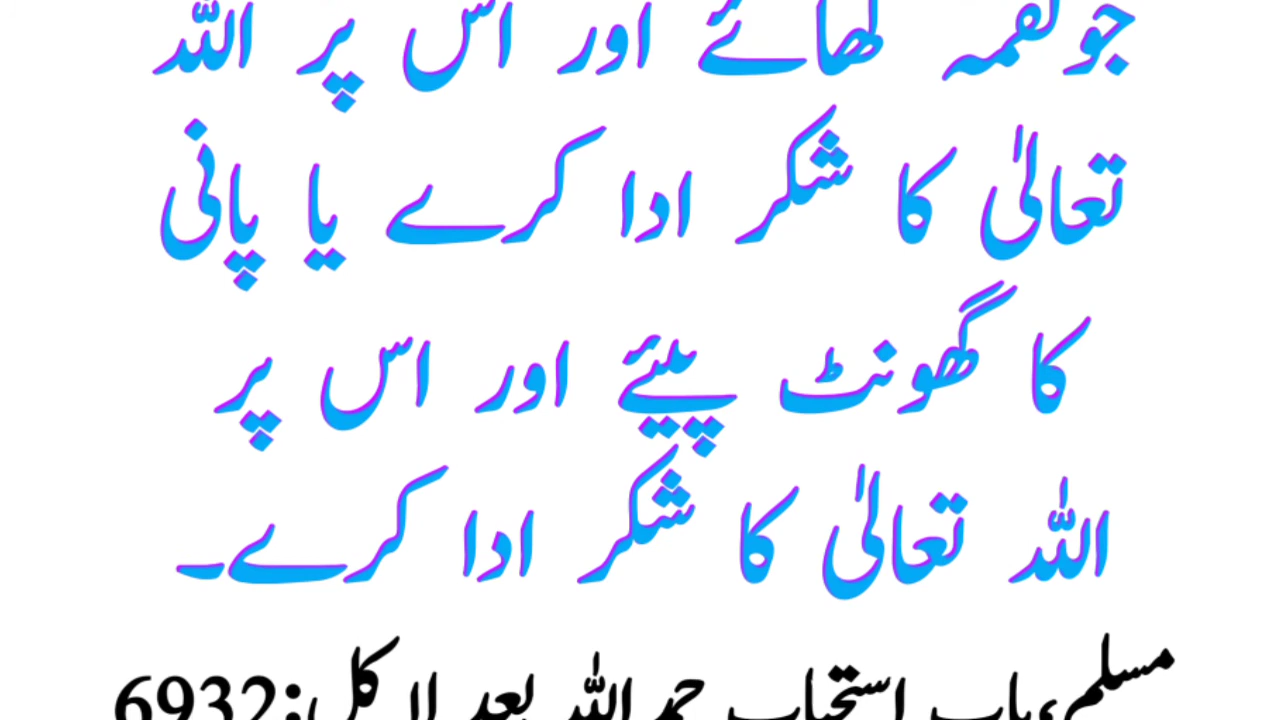 جو لقمہ کھائے اور اس پر اللہ
تعالیٰ کا شکر ادا کرے یا پانی
کا گھونٹ پیئے اور اس پر
اللہ تعالیٰ کا شکر ادا کرے۔
مسلم، باب استحباب حمد اللہ بعد الاکل:6932